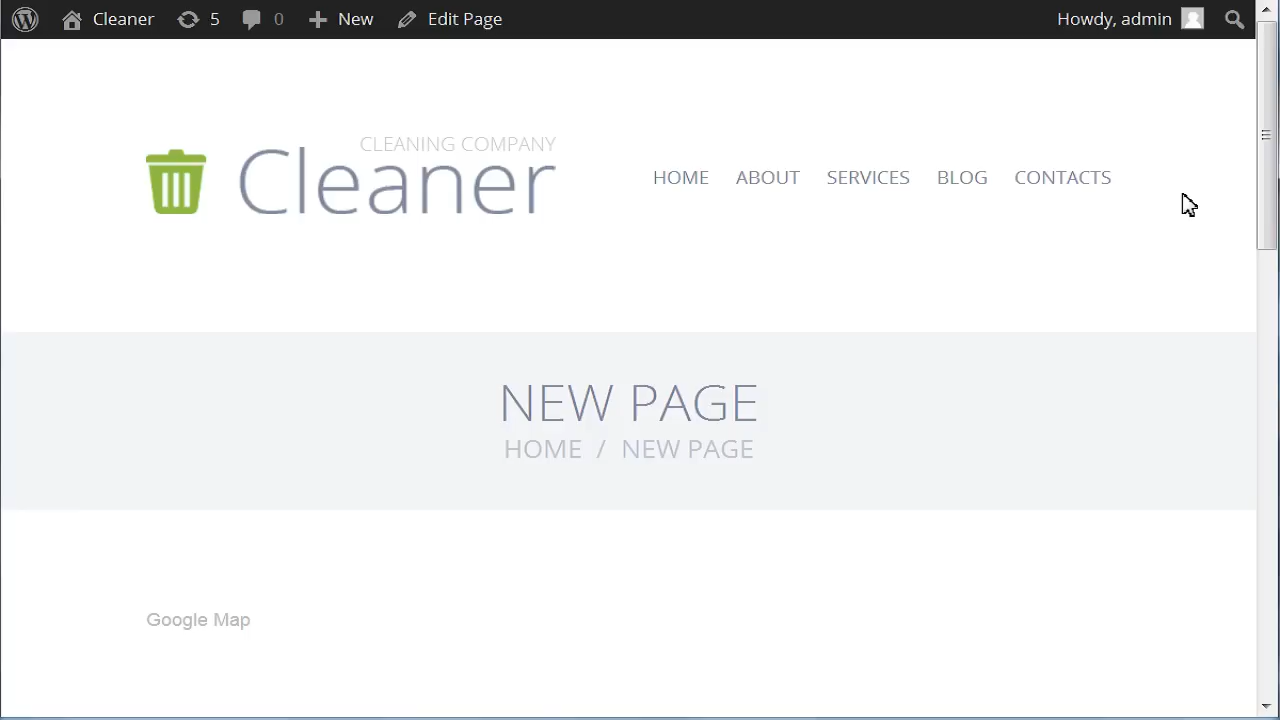 Cleaner 5 0 New Edit Page Howdy, admin
CLEANING COMPANY
Cleaner
HOME ABOUT SERVICES BLOG CONTACTS
NEW PAGE
HOME / NEW PAGE
Google Map